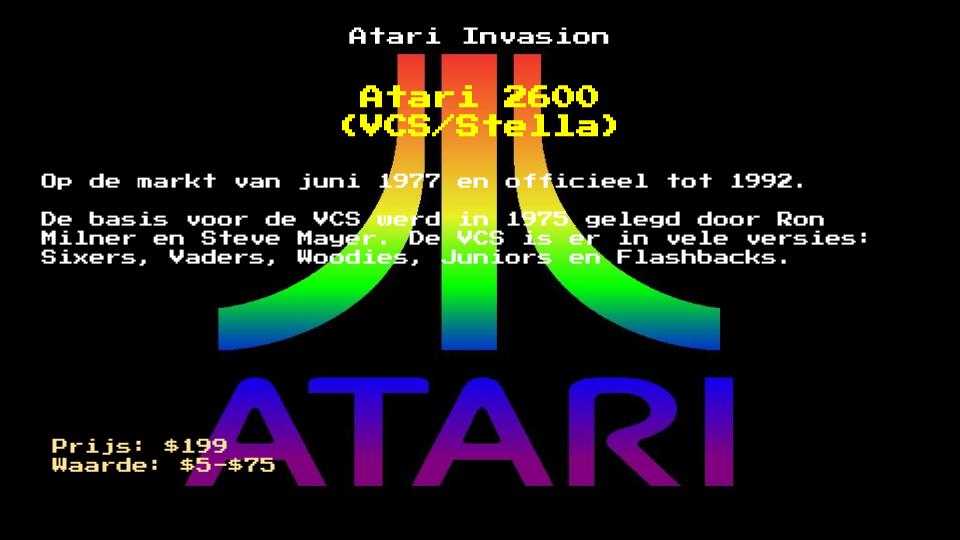 Atari Invasion
Atari 2600
(VCS/Stella)
Op de markt van juni 1977 en officieel tot 1992.
De basis voor de VCS werd in 1975 gelegd door Ron
Milner en Steve Mayer. De VCS is er in vele versies:
Sixers, Vaders, Woodies, Juniors en Flashbacks.
ATARI
Prijs: $199
Waarde: $5-$75